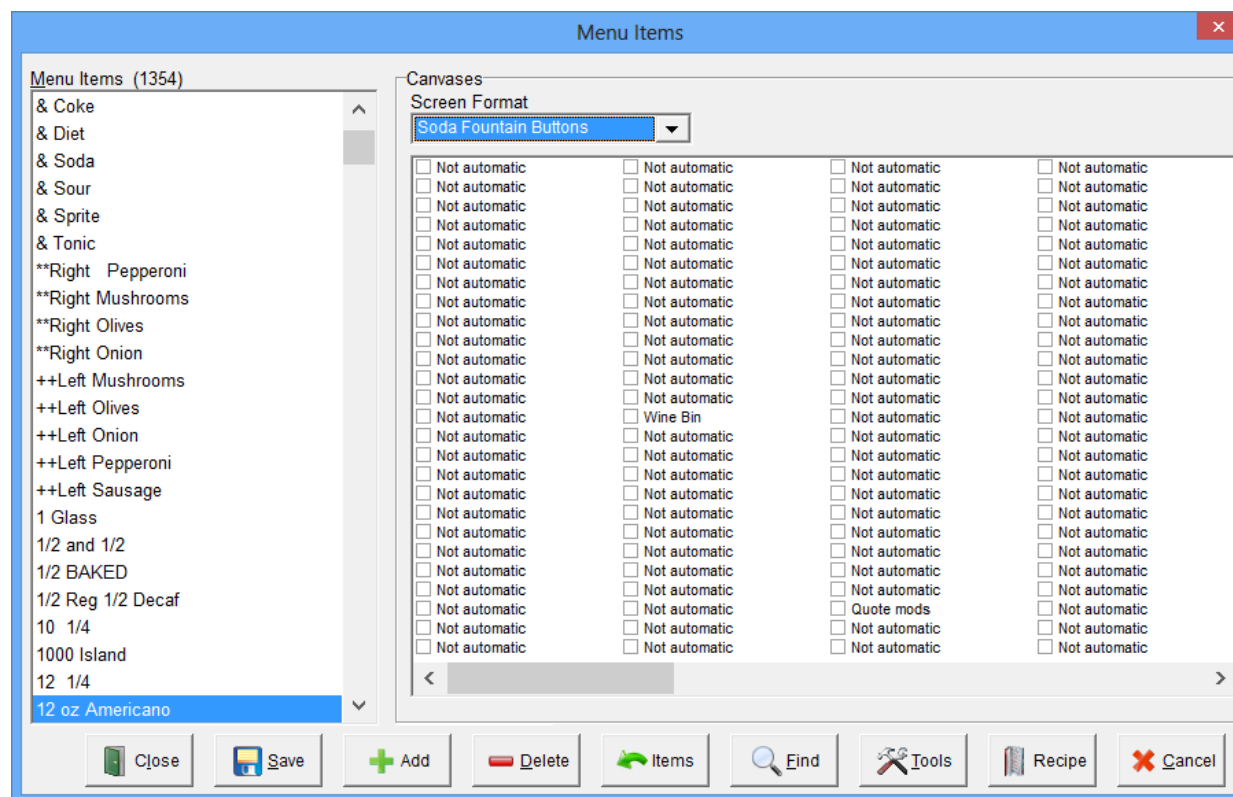 Menu Items
Menu Items (1354)
& Coke
& Diet
& Soda
& Sour
& Sprite
& Tonic
**Right Pepperoni
**Right Mushrooms
**Right Olives
**Right Onion
++Left Mushrooms
++Left Olives
++Left Onion
++Left Pepperoni
++Left Sausage
1 Glass
1/2 and 1/2
1/2 BAKED
1/2 Reg 1/2 Decaf
10 1/4
1000 Island
12 1/4
12 oz Americano
Canvases
Screen Format
Soda Fountain Buttons
Not automatic Not automatic Not automatic Not automatic
Not automatic Not automatic Not automatic Not automatic
Not automatic Not automatic Not automatic Not automatic
Not automatic Not automatic Not automatic Not automatic
Not automatic Not automatic Not automatic Not automatic
Not automatic Not automatic Not automatic Not automatic
Not automatic Not automatic Not automatic Not automatic
Not automatic Not automatic Not automatic Not automatic
Not automatic Not automatic Not automatic Not automatic
Not automatic Not automatic Not automatic Not automatic
Not automatic Not automatic Not automatic Not automatic
Not automatic Not automatic Not automatic Not automatic
Not automatic Not automatic Not automatic Not automatic
Not automatic Wine Bin Not automatic Not automatic
Not automatic Not automatic Not automatic Not automatic
Not automatic Not automatic Not automatic Not automatic
Not automatic Not automatic Not automatic Not automatic
Not automatic Not automatic Not automatic Not automatic
Not automatic Not automatic Not automatic Not automatic
Not automatic Not automatic Not automatic Not automatic
Not automatic Not automatic Not automatic Not automatic
Not automatic Not automatic Not automatic Not automatic
Not automatic Not automatic Not automatic Not automatic
Not automatic Not automatic Quote mods Not automatic
Not automatic Not automatic Not automatic Not automatic
Not automatic Not automatic Not automatic Not automatic
Close Save Add Delete Items Find Tools Recipe Cancel